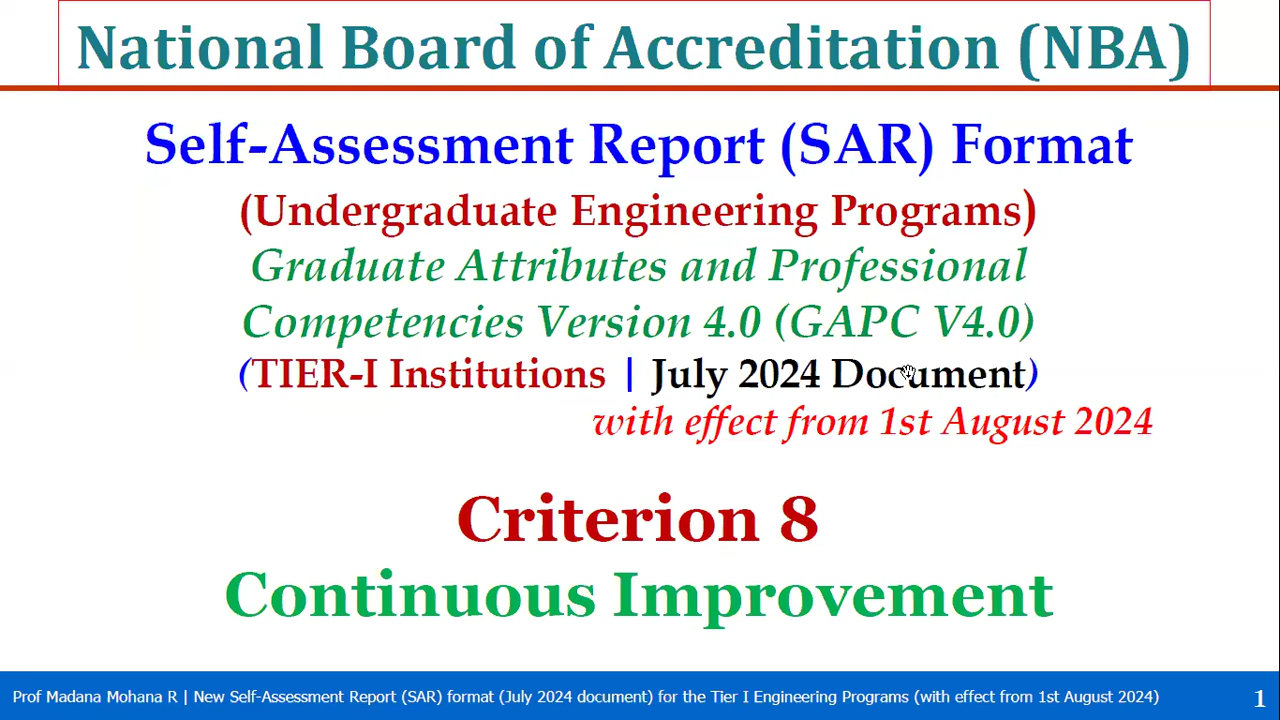 National Board of Accreditation (NBA)
Self-Assessment Report (SAR) Format
(Undergraduate Engineering Programs)
Graduate Attributes and Professional
Competencies Version 4.0 (GAPC V4.0)
(TIER-I Institutions | July 2024 Document)
with effect from 1st August 2024
Criterion 8
Continuous Improvement
Prof Madana Mohana R | New Self-Assessment Report (SAR) format (July 2024 document) for the Tier I Engineering Programs (with effect from 1st August 2024) 1